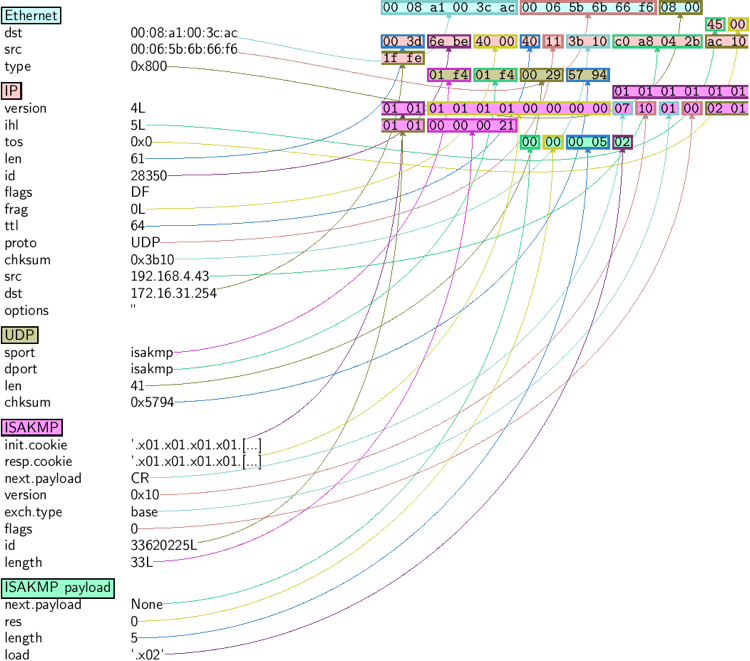 Ethernet
dst 00:08:a1:00:3c:ac
src 00:06:5b:6b:66:f6
type 0x800
IP
version 4L
ihl 5L
tos 0x0
len 61
id 28350
flags DF
frag 0L
ttl 64
proto UDP
chksum 0x3b10
src 192.168.4.43
dst 172.16.31.254
options ''
UDP
sport isakmp
dport isakmp
len 41
chksum 0x5794
ISAKMP
init.cookie '.x01.x01.x01.x01.[...]
resp.cookie '.x01.x01.x01.x01.[...]
next.payload CR
version 0x10
exch.type base
flags 0
id 33620225L
length 33L
ISAKMP payload
next.payload None
res 0
length 5
load '.x02'
00 08 a1 00 3c ac 00 06 5b 6b 66 f6 08 00
45 00
00 3d 6e be 40 00 40 11 3b 10 c0 a8 04 2b ac 10
1f fe
01 f4 01 f4 00 29 57 94
01 01 01 01 01 01
01 01 01 01 01 01 00 00 00 00 07 10 01 00 02 01
01 01 00 00 00 21
00 00 00 05 02